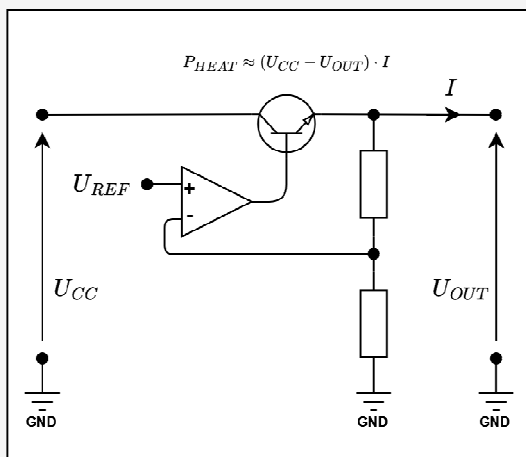 P_HEAT ≈ (U_CC − U_OUT) · I
I
U_REF
+
-
U_CC
U_OUT
GND
GND
GND